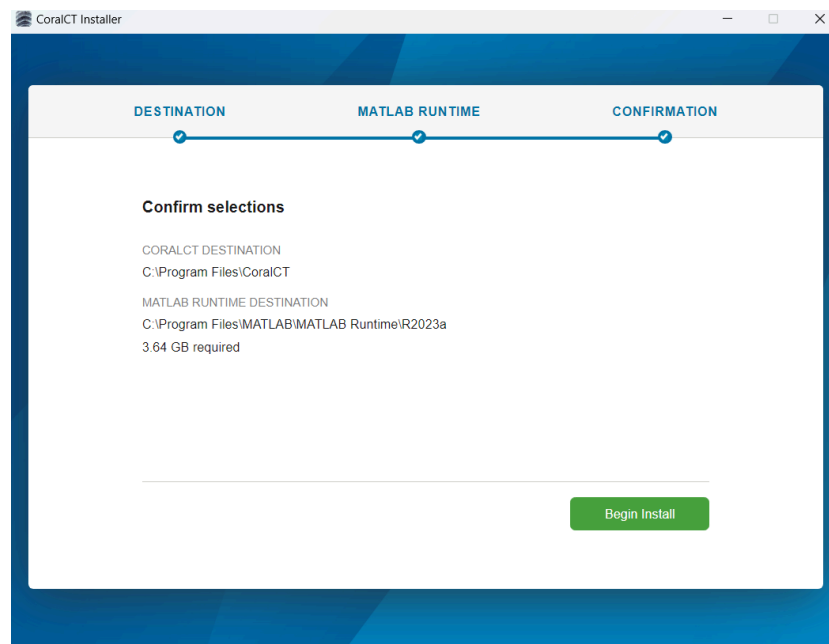 CoralCT Installer
DESTINATION MATLAB RUNTIME CONFIRMATION
Confirm selections
CORALCT DESTINATION
C:\Program Files\CoralCT
MATLAB RUNTIME DESTINATION
C:\Program Files\MATLAB\MATLAB Runtime\R2023a
3.64 GB required
Begin Install